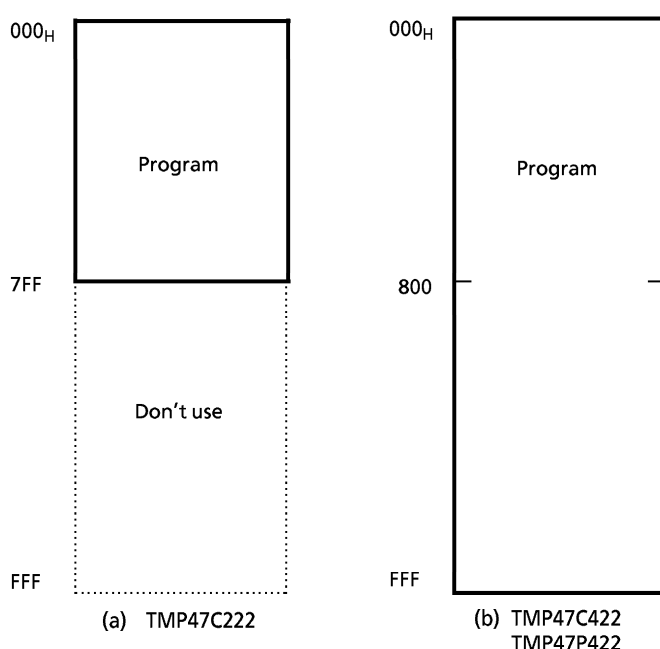 000H
Program
7FF
Don't use
FFF
(a) TMP47C222
000H
Program
800
FFF
(b) TMP47C422
TMP47P422